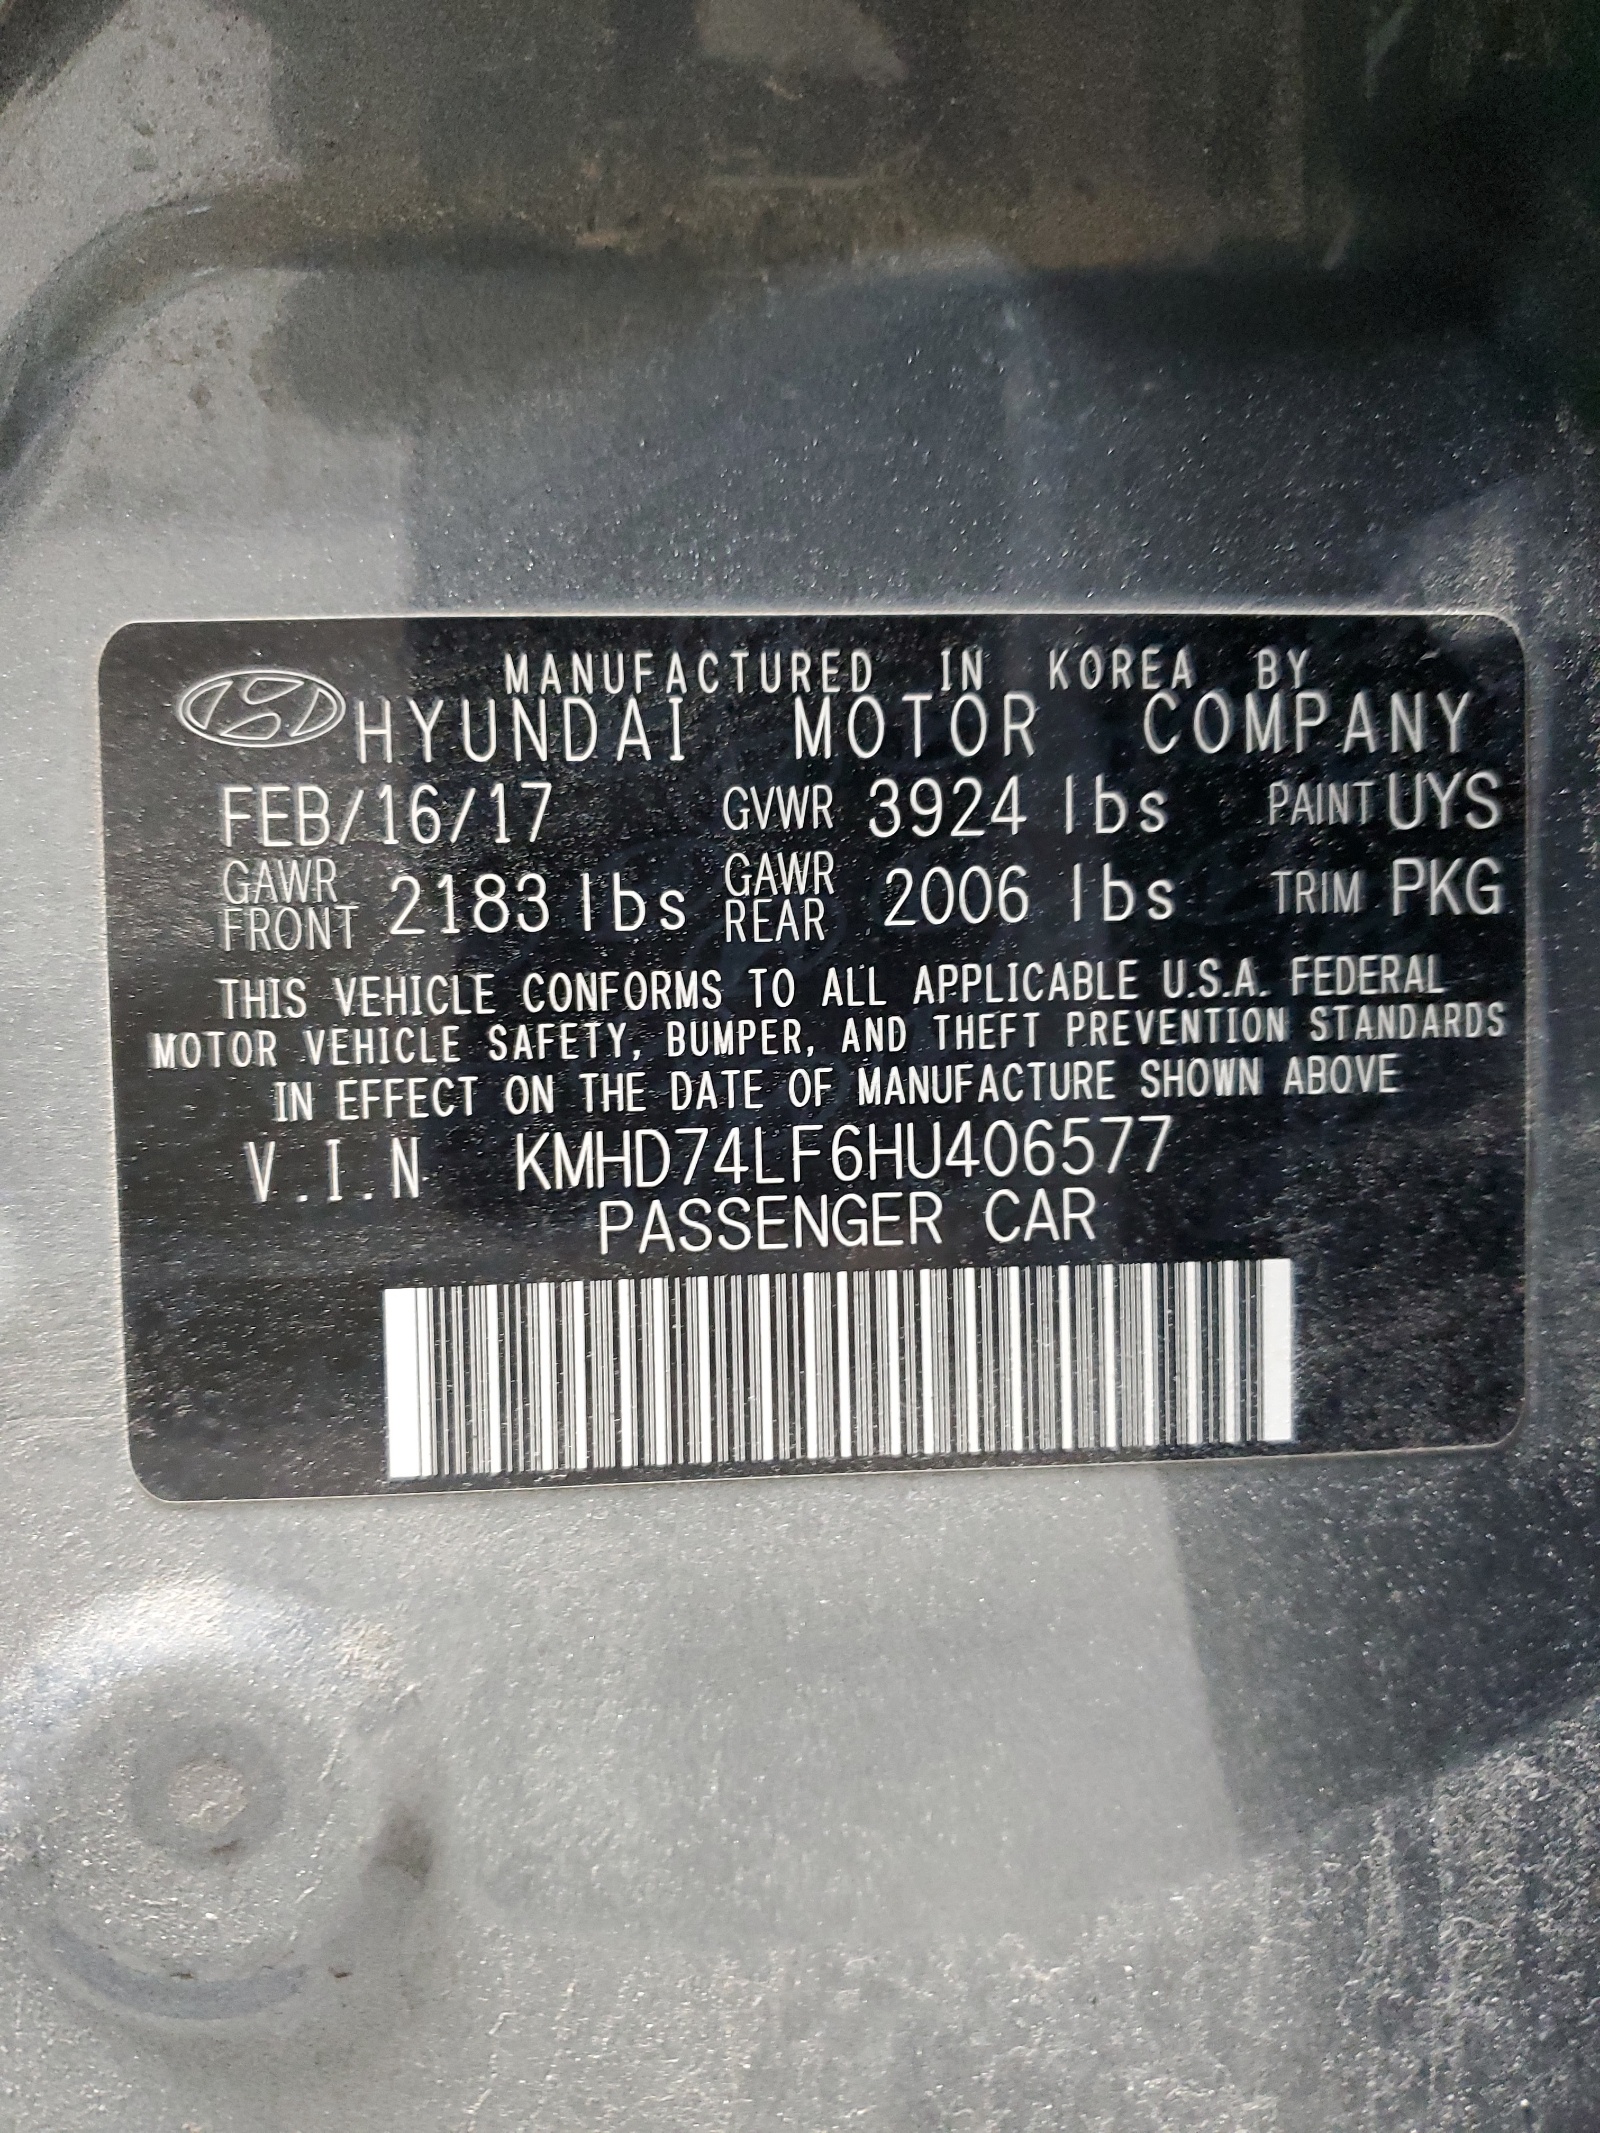 MANUFACTURED IN KOREA BY
HYUNDAI MOTOR COMPANY
FEB/16/17 GVWR 3924 lbs PAINT UYS
GAWR FRONT 2183 lbs GAWR REAR 2006 lbs TRIM PKG
THIS VEHICLE CONFORMS TO ALL APPLICABLE U.S.A. FEDERAL
MOTOR VEHICLE SAFETY, BUMPER, AND THEFT PREVENTION STANDARDS
IN EFFECT ON THE DATE OF MANUFACTURE SHOWN ABOVE
V.I.N KMHD74LF6HU406577
PASSENGER CAR